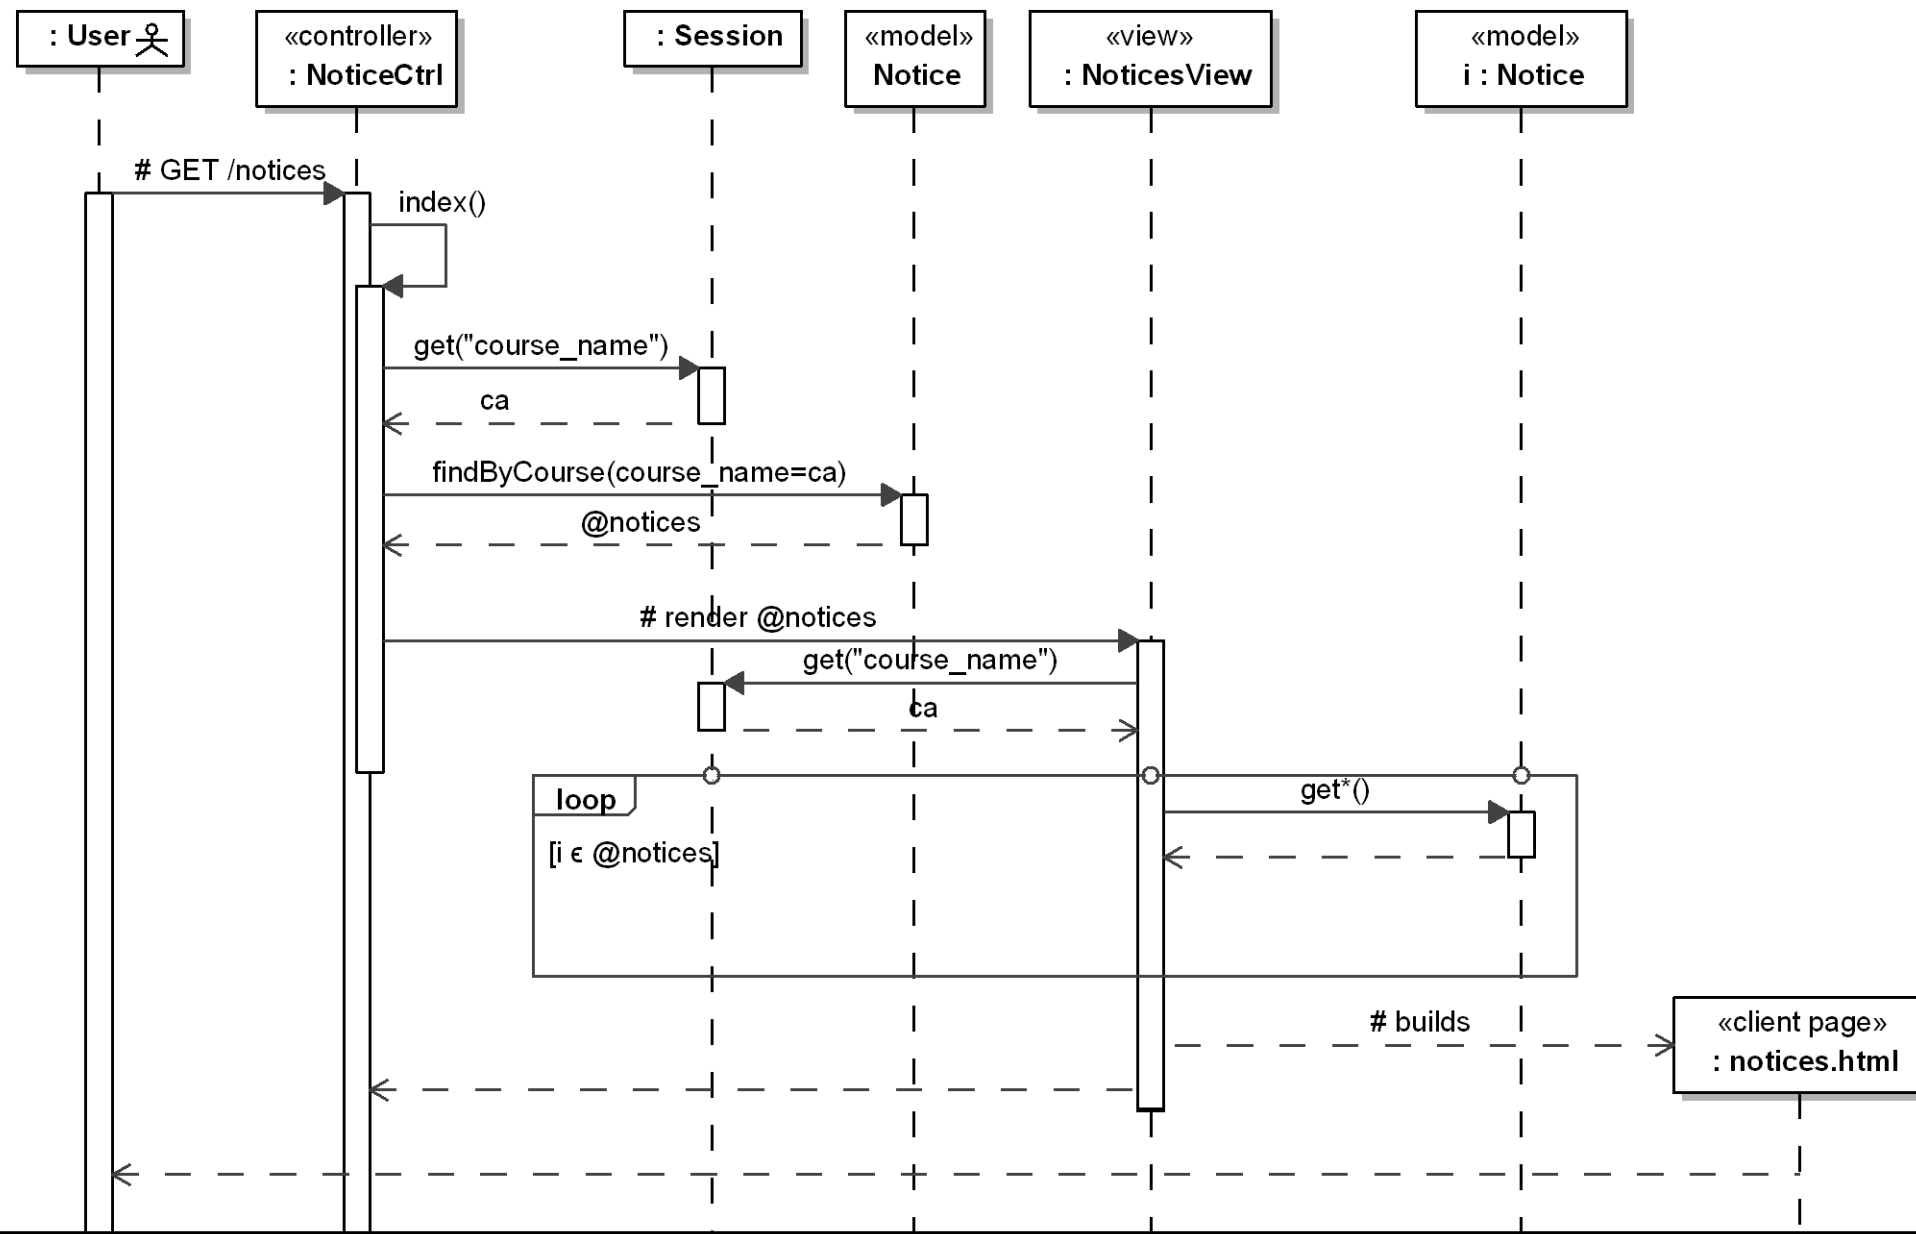 : User
«controller»
: NoticeCtrl
: Session
«model»
Notice
«view»
: NoticesView
«model»
i : Notice
# GET /notices
index()
get("course_name")
ca
findByCourse(course_name=ca)
@notices
# render @notices
get("course_name")
ca
loop
get*()
[i ϵ @notices]
# builds
«client page»
: notices.html